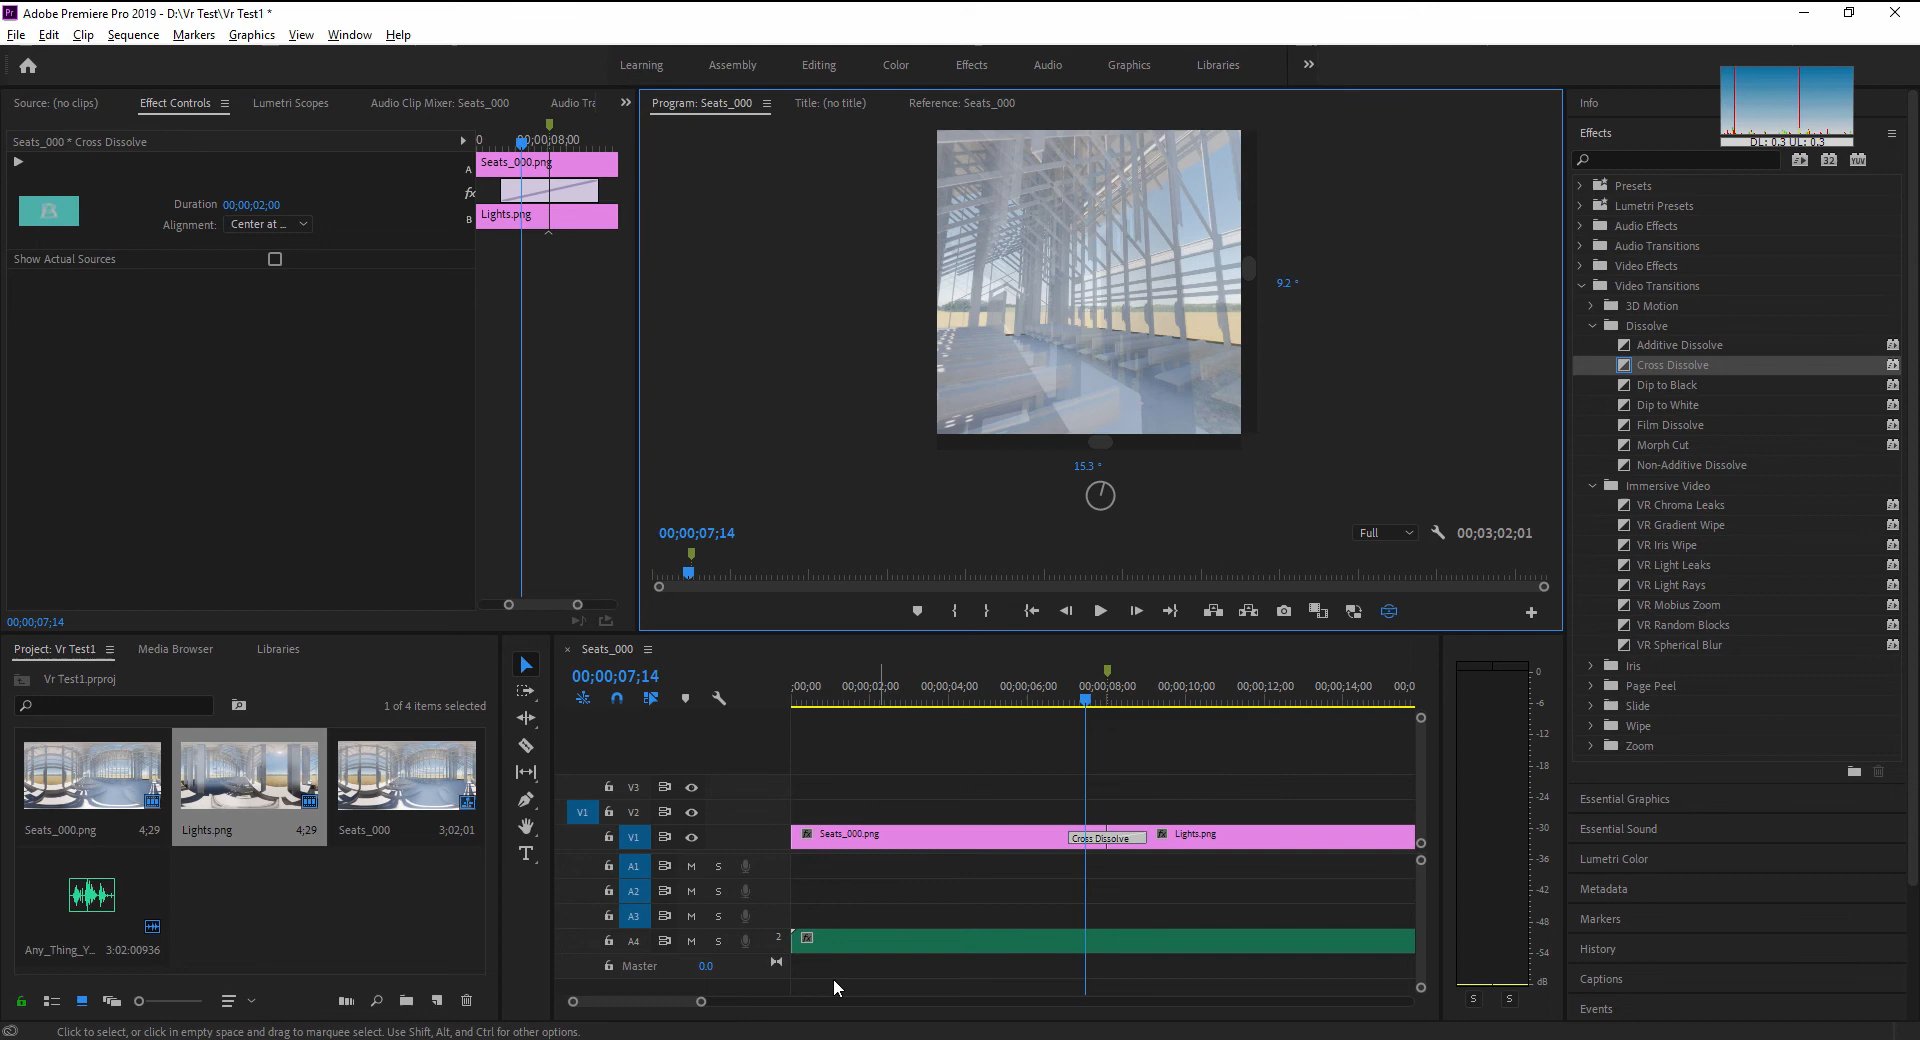 Pr Adobe Premiere Pro 2019 - D:\Vr Test\Vr Test1 *
File Edit Clip Sequence Markers Graphics View Window Help
Learning Assembly Editing Color Effects Audio Graphics Libraries
Source: (no clips) Effect Controls Lumetri Scopes Audio Clip Mixer: Seats_000 Audio Tra
Seats_000 * Cross Dissolve
00;00;08;00
A Seats_000.png
fx
B Lights.png
B
Duration 00;00;02;00
Alignment: Center at ...
Show Actual Sources
00;00;07;14
Program: Seats_000 Title: (no title) Reference: Seats_000
9.2 °
15.3 °
00;00;07;14 Full 00;03;02;01
Info
DL: 0.3 UL: 0.3
Effects
32 YUV
Presets
Lumetri Presets
Audio Effects
Audio Transitions
Video Effects
Video Transitions
3D Motion
Dissolve
Additive Dissolve
Cross Dissolve
Dip to Black
Dip to White
Film Dissolve
Morph Cut
Non-Additive Dissolve
Immersive Video
VR Chroma Leaks
VR Gradient Wipe
VR Iris Wipe
VR Light Leaks
VR Light Rays
VR Mobius Zoom
VR Random Blocks
VR Spherical Blur
Iris
Page Peel
Slide
Wipe
Zoom
Essential Graphics
Essential Sound
Lumetri Color
Metadata
Markers
History
Captions
Events
Project: Vr Test1 Media Browser Libraries
Vr Test1.prproj
1 of 4 items selected
Seats_000.png 4;29
Lights.png 4;29
Seats_000 3;02;01
Any_Thing_Y... 3:02:00936
Seats_000
00;00;07;14
;00;00 00;00;02;00 00;00;04;00 00;00;06;00 00;00;08;00 00;00;10;00 00;00;12;00 00;00;14;00 00;0
V3
V1 V2
V1 fx Seats_000.png Cross Dissolve fx Lights.png
A1 M S
A2 M S
A3 M S
A4 M S 2 fx
Master 0.0
0
-6
-12
-18
-24
-30
-36
-42
-48
-54
dB
S S
Click to select, or click in empty space and drag to marquee select. Use Shift, Alt, and Ctrl for other options.